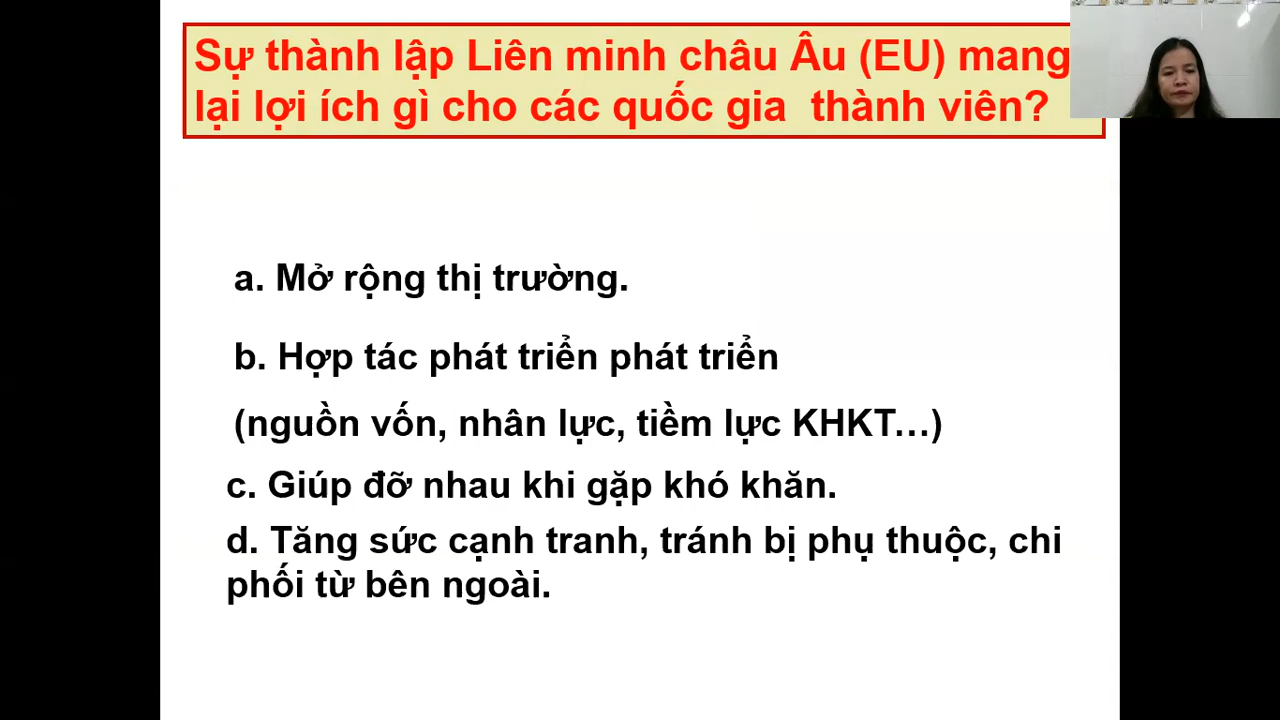 Sự thành lập Liên minh châu Âu (EU) mang
lại lợi ích gì cho các quốc gia thành viên?
a. Mở rộng thị trường.
b. Hợp tác phát triển phát triển
(nguồn vốn, nhân lực, tiềm lực KHKT...)
c. Giúp đỡ nhau khi gặp khó khăn.
d. Tăng sức cạnh tranh, tránh bị phụ thuộc, chi
phối từ bên ngoài.